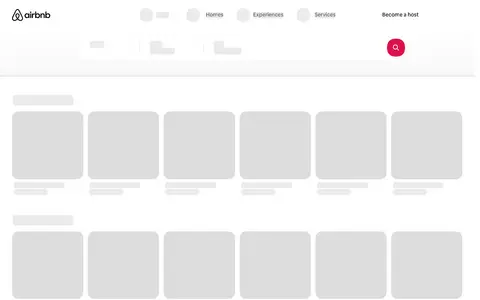 airbnb
Homes
Experiences
Services
Become a host